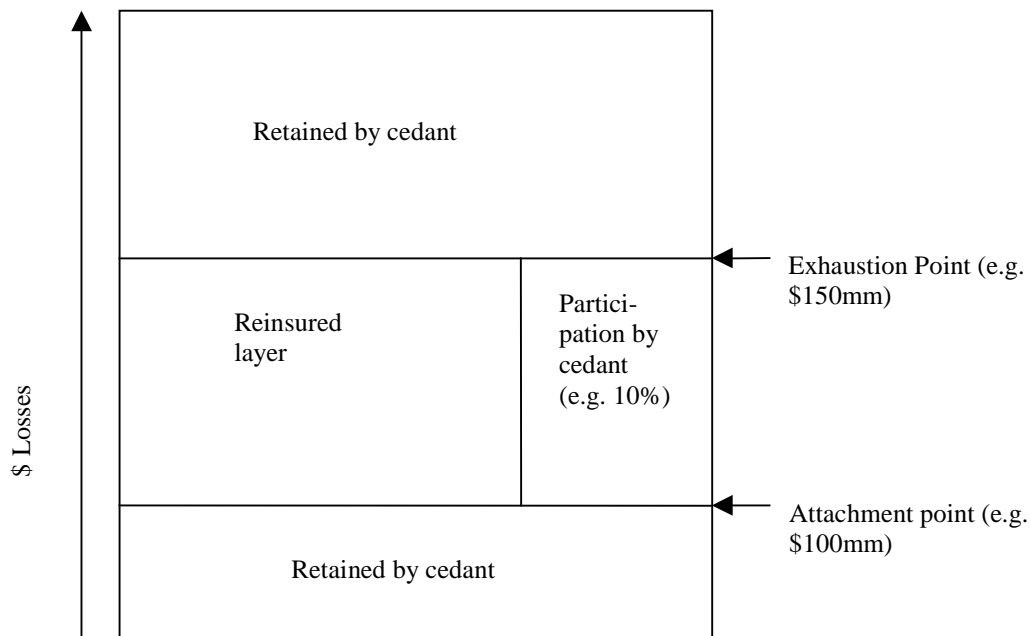 Retained by cedant
Exhaustion Point (e.g.
$150mm)
Reinsured
layer
Partici-
pation by
cedant
(e.g. 10%)
$ Losses
Attachment point (e.g.
$100mm)
Retained by cedant